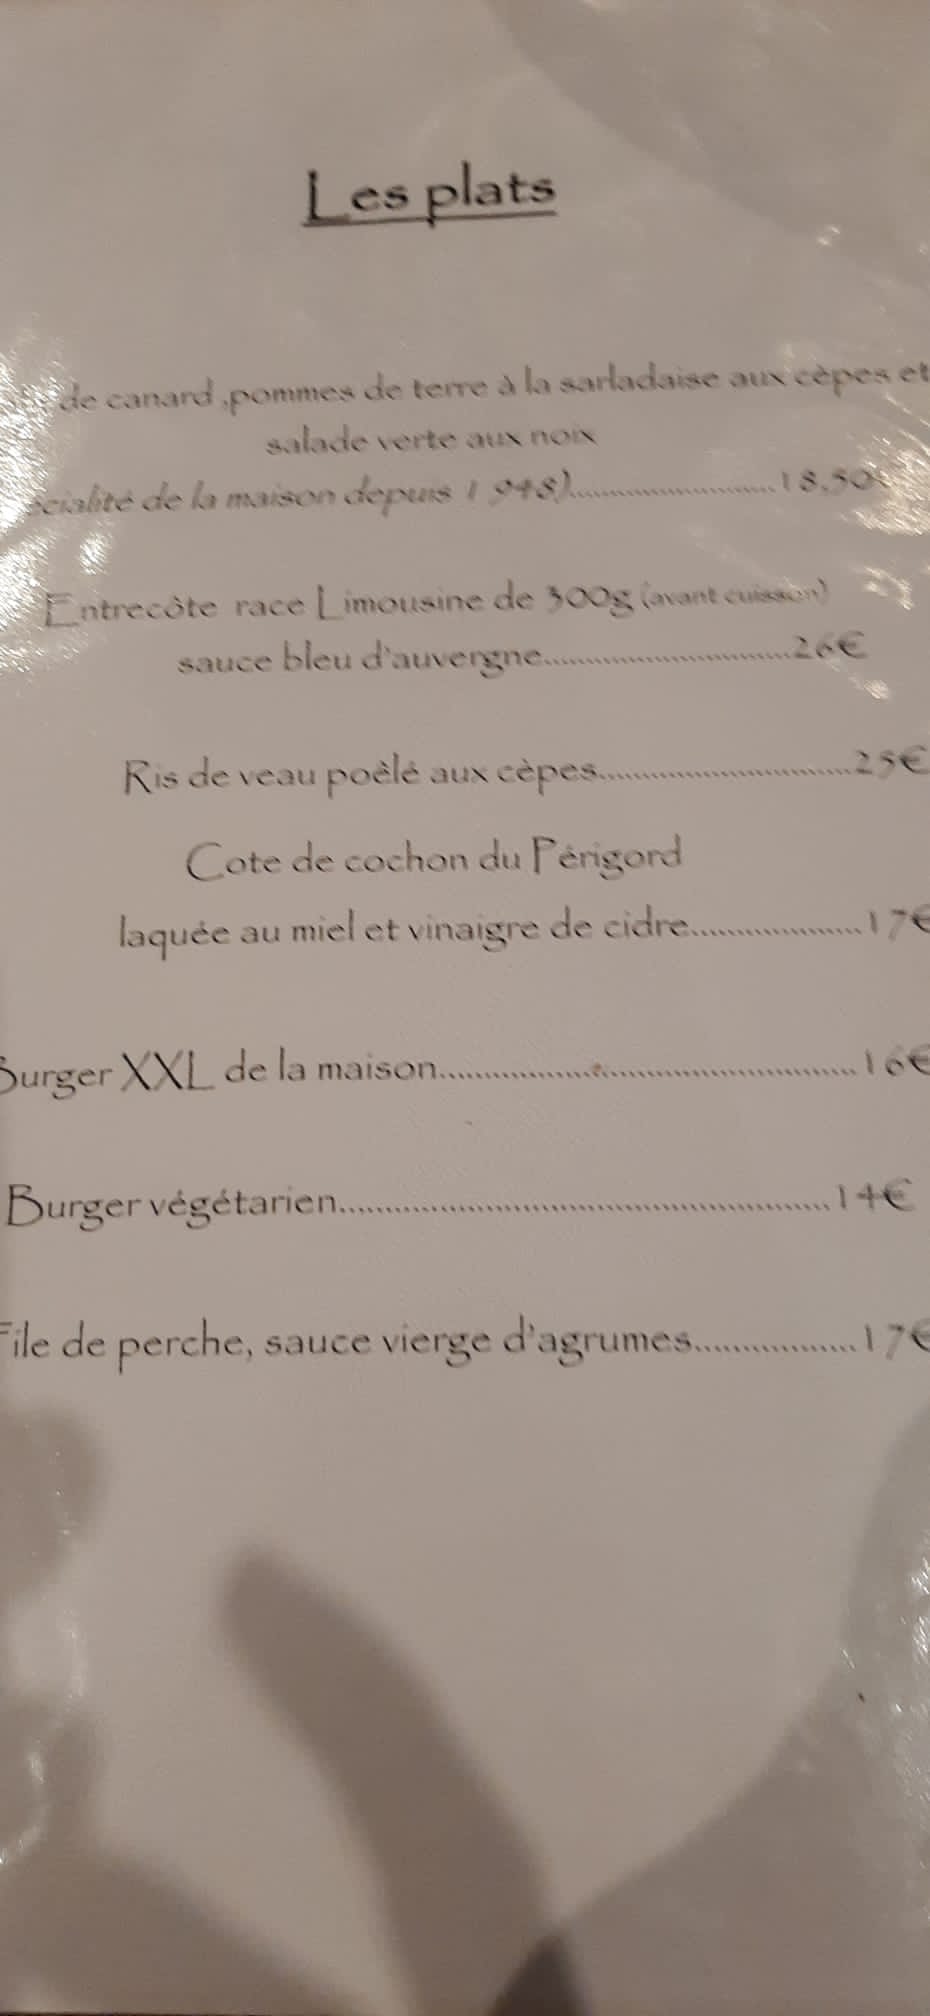 Les plats
de canard ,pommes de terre à la sarladaise aux cèpes et
salade verte aux noix
écialité de la maison depuis 1948)..............................18,50€
Entrecôte race Limousine de 300g (avant cuisson)
sauce bleu d'auvergne..............................26€
Ris de veau poêlé aux cèpes..............................25€
Cote de cochon du Périgord
laquée au miel et vinaigre de cidre...................17€
Burger XXL de la maison..............................................16€
Burger végétarien......................................................14€
File de perche, sauce vierge d'agrumes.................17€